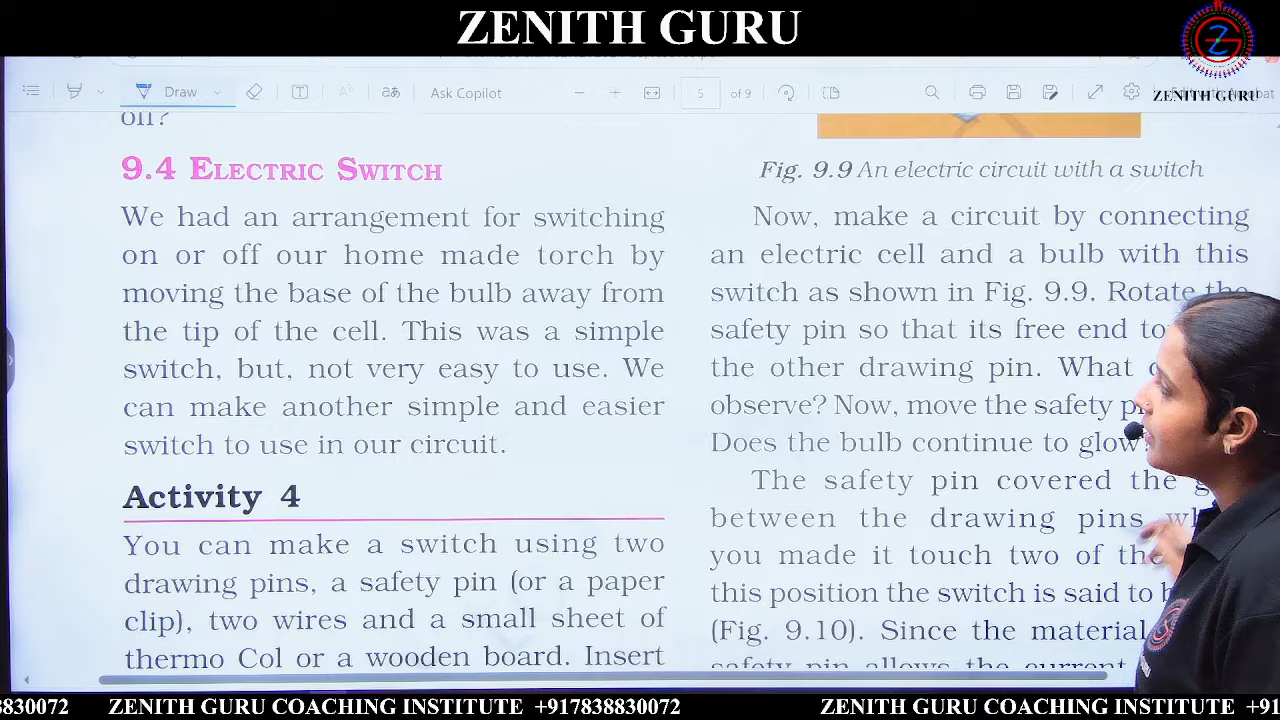 ZENITH GURU
Draw
Ask Copilot
5
of 9
ZENITH GURU
off?
9.4 ELECTRIC SWITCH
We had an arrangement for switching
on or off our home made torch by
moving the base of the bulb away from
the tip of the cell. This was a simple
switch, but, not very easy to use. We
can make another simple and easier
switch to use in our circuit.
Activity 4
You can make a switch using two
drawing pins, a safety pin (or a paper
clip), two wires and a small sheet of
thermo Col or a wooden board. Insert
Fig. 9.9 An electric circuit with a switch
Now, make a circuit by connecting
an electric cell and a bulb with this
switch as shown in Fig. 9.9. Rotate the
safety pin so that its free end
the other drawing pin. What
observe? Now, move the safety
Does the bulb continue to glow?
The safety pin covered the
between the drawing pins
you made it touch two of
this position the switch is said to
(Fig. 9.10). Since the material
safety pin allows the current
8830072 ZENITH GURU COACHING INSTITUTE +917838830072 ZENITH GURU COACHING INSTITUTE +91